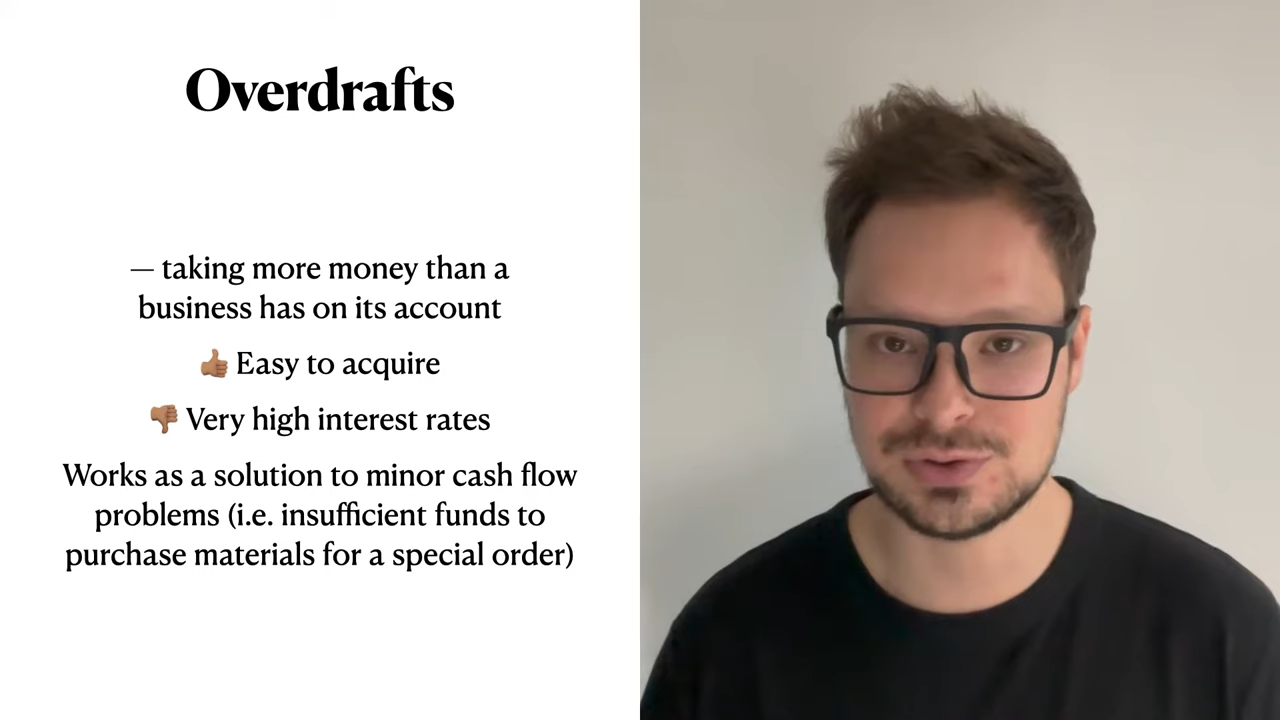 Overdrafts
— taking more money than a
business has on its account
👍🏽 Easy to acquire
👎🏽 Very high interest rates
Works as a solution to minor cash flow
problems (i.e. insufficient funds to
purchase materials for a special order)